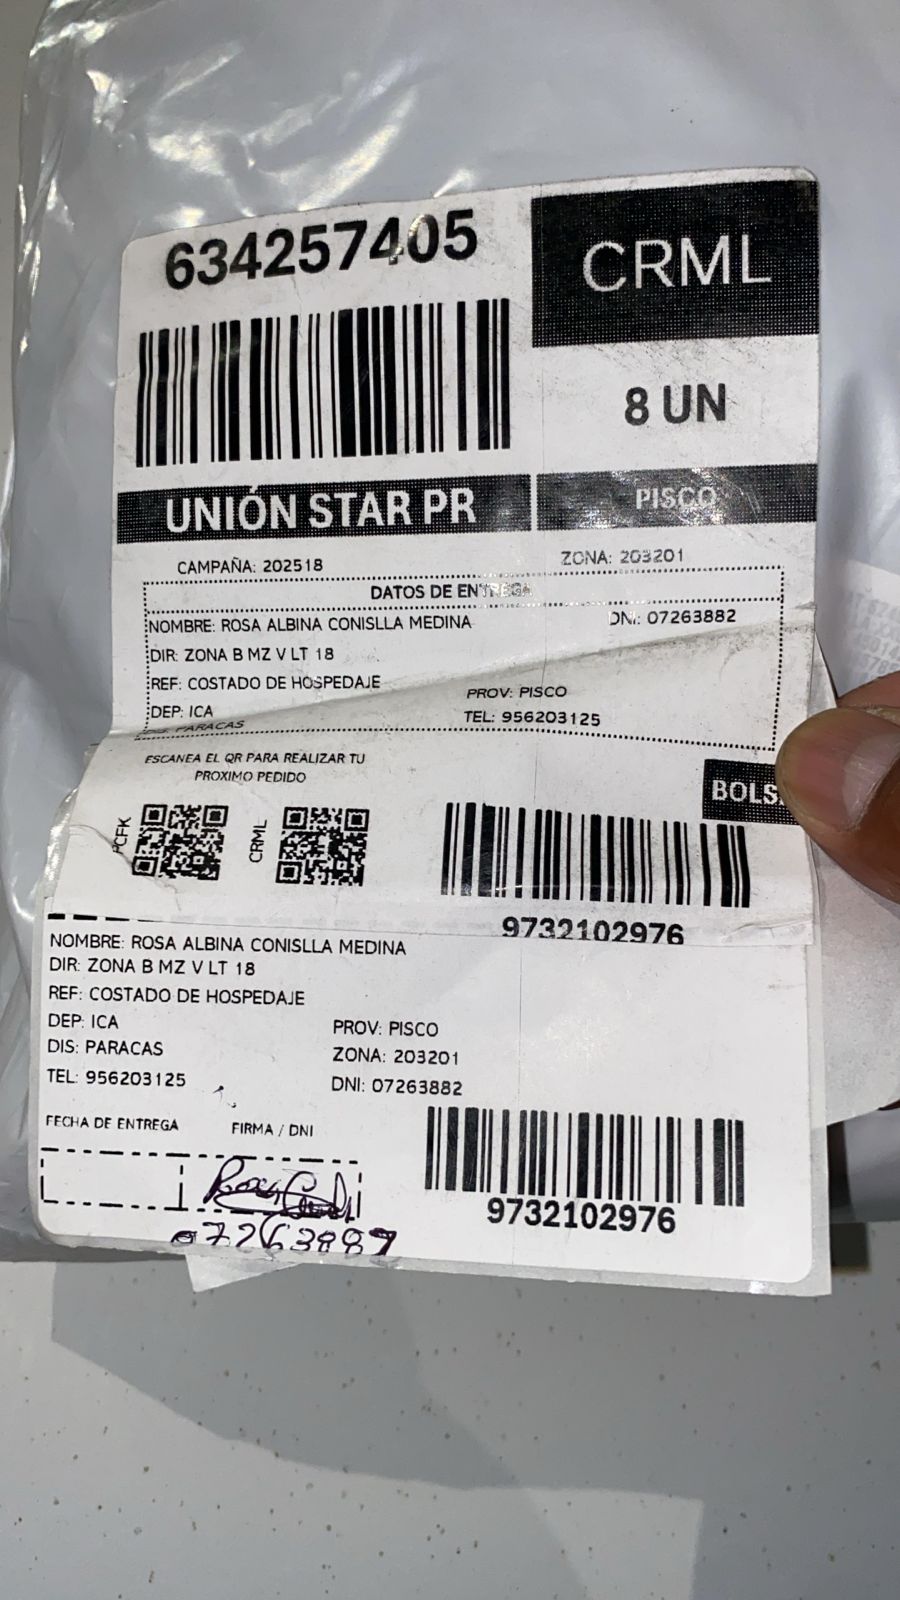 634257405
CRML
8 UN
UNIÓN STAR PR
PISCO
CAMPAÑA: 202518
ZONA: 203201
DATOS DE ENTREGA
NOMBRE: ROSA ALBINA CONISLLA MEDINA
DNI: 07263882
DIR: ZONA B MZ V LT 18
REF: COSTADO DE HOSPEDAJE
PROV: PISCO
DEP: ICA
TEL: 956203125
DIS: PARACAS
ESCANEA EL QR PARA REALIZAR TU
PROXIMO PEDIDO
BOLS
PCFK
CRML
9732102976
NOMBRE: ROSA ALBINA CONISLLA MEDINA
DIR: ZONA B MZ V LT 18
REF: COSTADO DE HOSPEDAJE
DEP: ICA
PROV: PISCO
DIS: PARACAS
ZONA: 203201
TEL: 956203125
DNI: 07263882
FECHA DE ENTREGA
FIRMA / DNI
9732102976